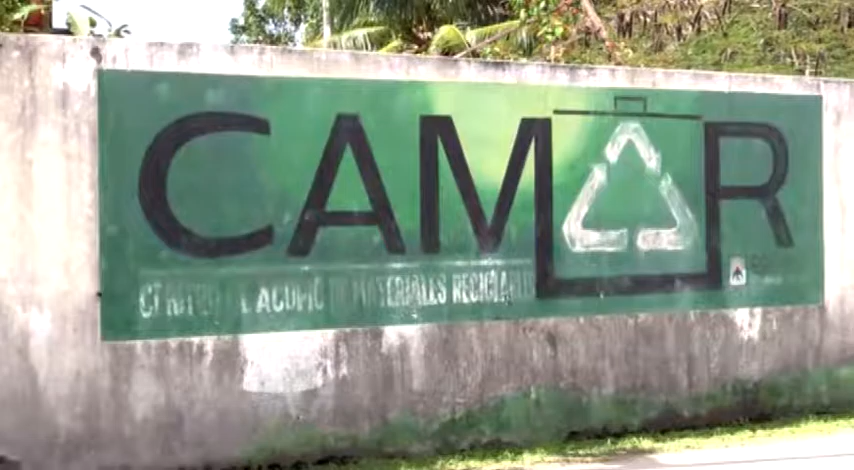 CAMAR
CENTRO DE ACOPIO DE MATERIALES RECICLABLES